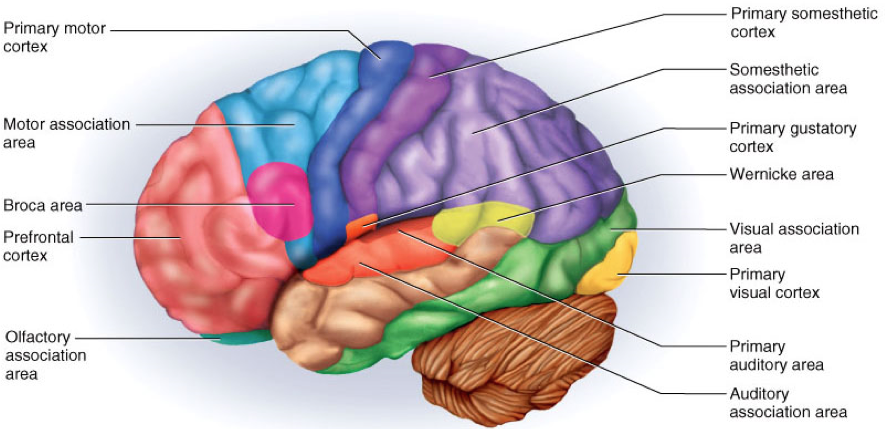 Primary motor
cortex
Motor association
area
Broca area
Prefrontal
cortex
Olfactory
association
area
Primary somesthetic
cortex
Somesthetic
association area
Primary gustatory
cortex
Wernicke area
Visual association
area
Primary
visual cortex
Primary
auditory area
Auditory
association area